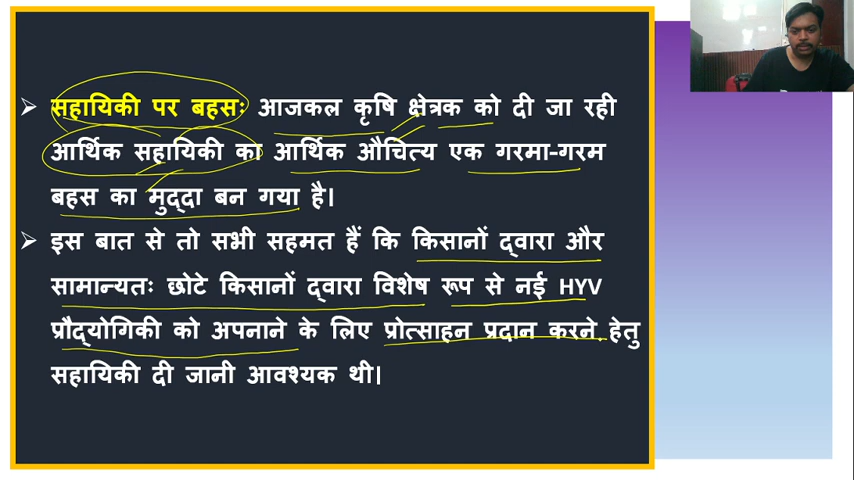 ➢ सहायिकी पर बहसः आजकल कृषि क्षेत्रक को दी जा रही
आर्थिक सहायिकी का आर्थिक औचित्य एक गरमा-गरम
बहस का मुद्दा बन गया है।
➢ इस बात से तो सभी सहमत हैं कि किसानों द्वारा और
सामान्यतः छोटे किसानों द्वारा विशेष रूप से नई HYV
प्रौद्योगिकी को अपनाने के लिए प्रोत्साहन प्रदान करने हेतु
सहायिकी दी जानी आवश्यक थी।